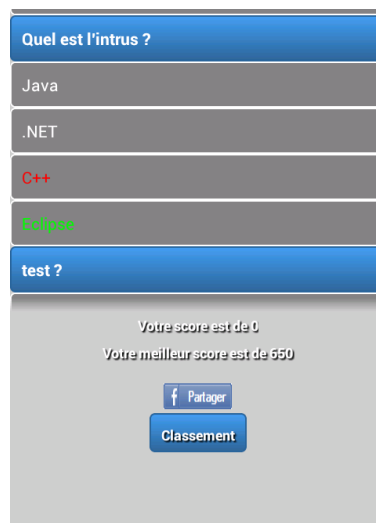 Quel est l'intrus ?
Java
.NET
C++
Eclipse
test ?
Votre score est de 0
Votre meilleur score est de 650
f Partager
Classement